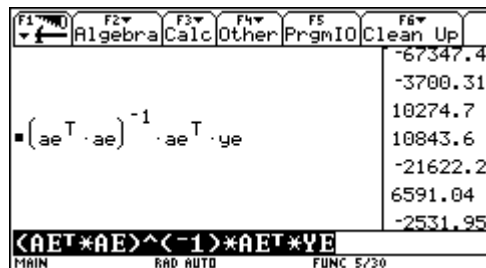 F1 F2 F3 F4 F5 F6
Algebra Calc Other PrgmIO Clean Up
-67347.4
-3700.31
10274.7
▪(aeᵀ · ae)⁻¹ · aeᵀ · ye
10843.6
-21622.2
6591.04
-2531.95
(AEᵀ*AE)^(-1)*AEᵀ*YE
MAIN RAD AUTO FUNC 5/30